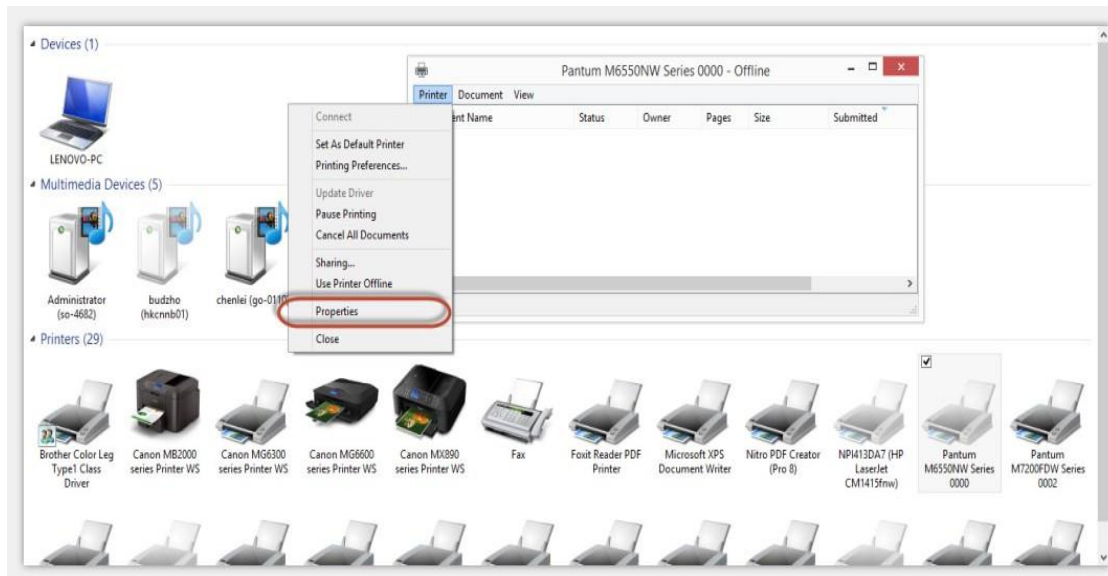 Devices (1)
LENOVO-PC
Multimedia Devices (5)
Administrator
(so-4682)
budzho
(hkcnnb01)
chenlei (go-0110
Pantum M6550NW Series 0000 - Offline
Printer Document View
ent Name Status Owner Pages Size Submitted
Connect
Set As Default Printer
Printing Preferences...
Update Driver
Pause Printing
Cancel All Documents
Sharing...
Use Printer Offline
Properties
Close
Printers (29)
Brother Color Leg
Type1 Class
Driver
Canon MB2000
series Printer WS
Canon MG6300
series Printer WS
Canon MG6600
series Printer WS
Canon MX890
series Printer WS
Fax
Foxit Reader PDF
Printer
Microsoft XPS
Document Writer
Nitro PDF Creator
(Pro 8)
NPI413DA7 (HP
LaserJet
CM1415fnw)
Pantum
M6550NW Series
0000
Pantum
M7200FDW Series
0002